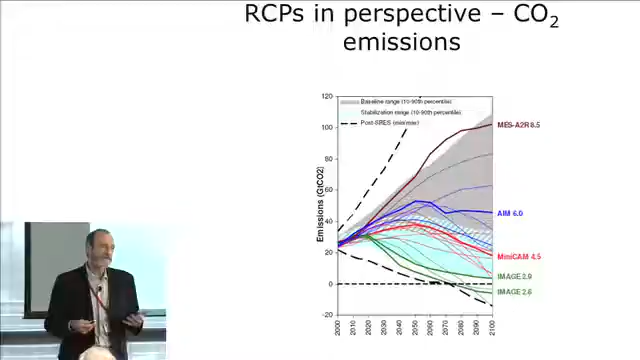 RCPs in perspective – CO₂
emissions
120
100
80
60
40
20
0
-20
Emissions (GtCO2)
Baseline range (10-90th percentile)
Stabilization range (10-90th percentile)
Post-SRES (min/max)
MES-A2R 8.5
AIM 6.0
MiniCAM 4.5
IMAGE 2.9
IMAGE 2.6
2000
2010
2020
2030
2040
2050
2060
2070
2080
2090
2100